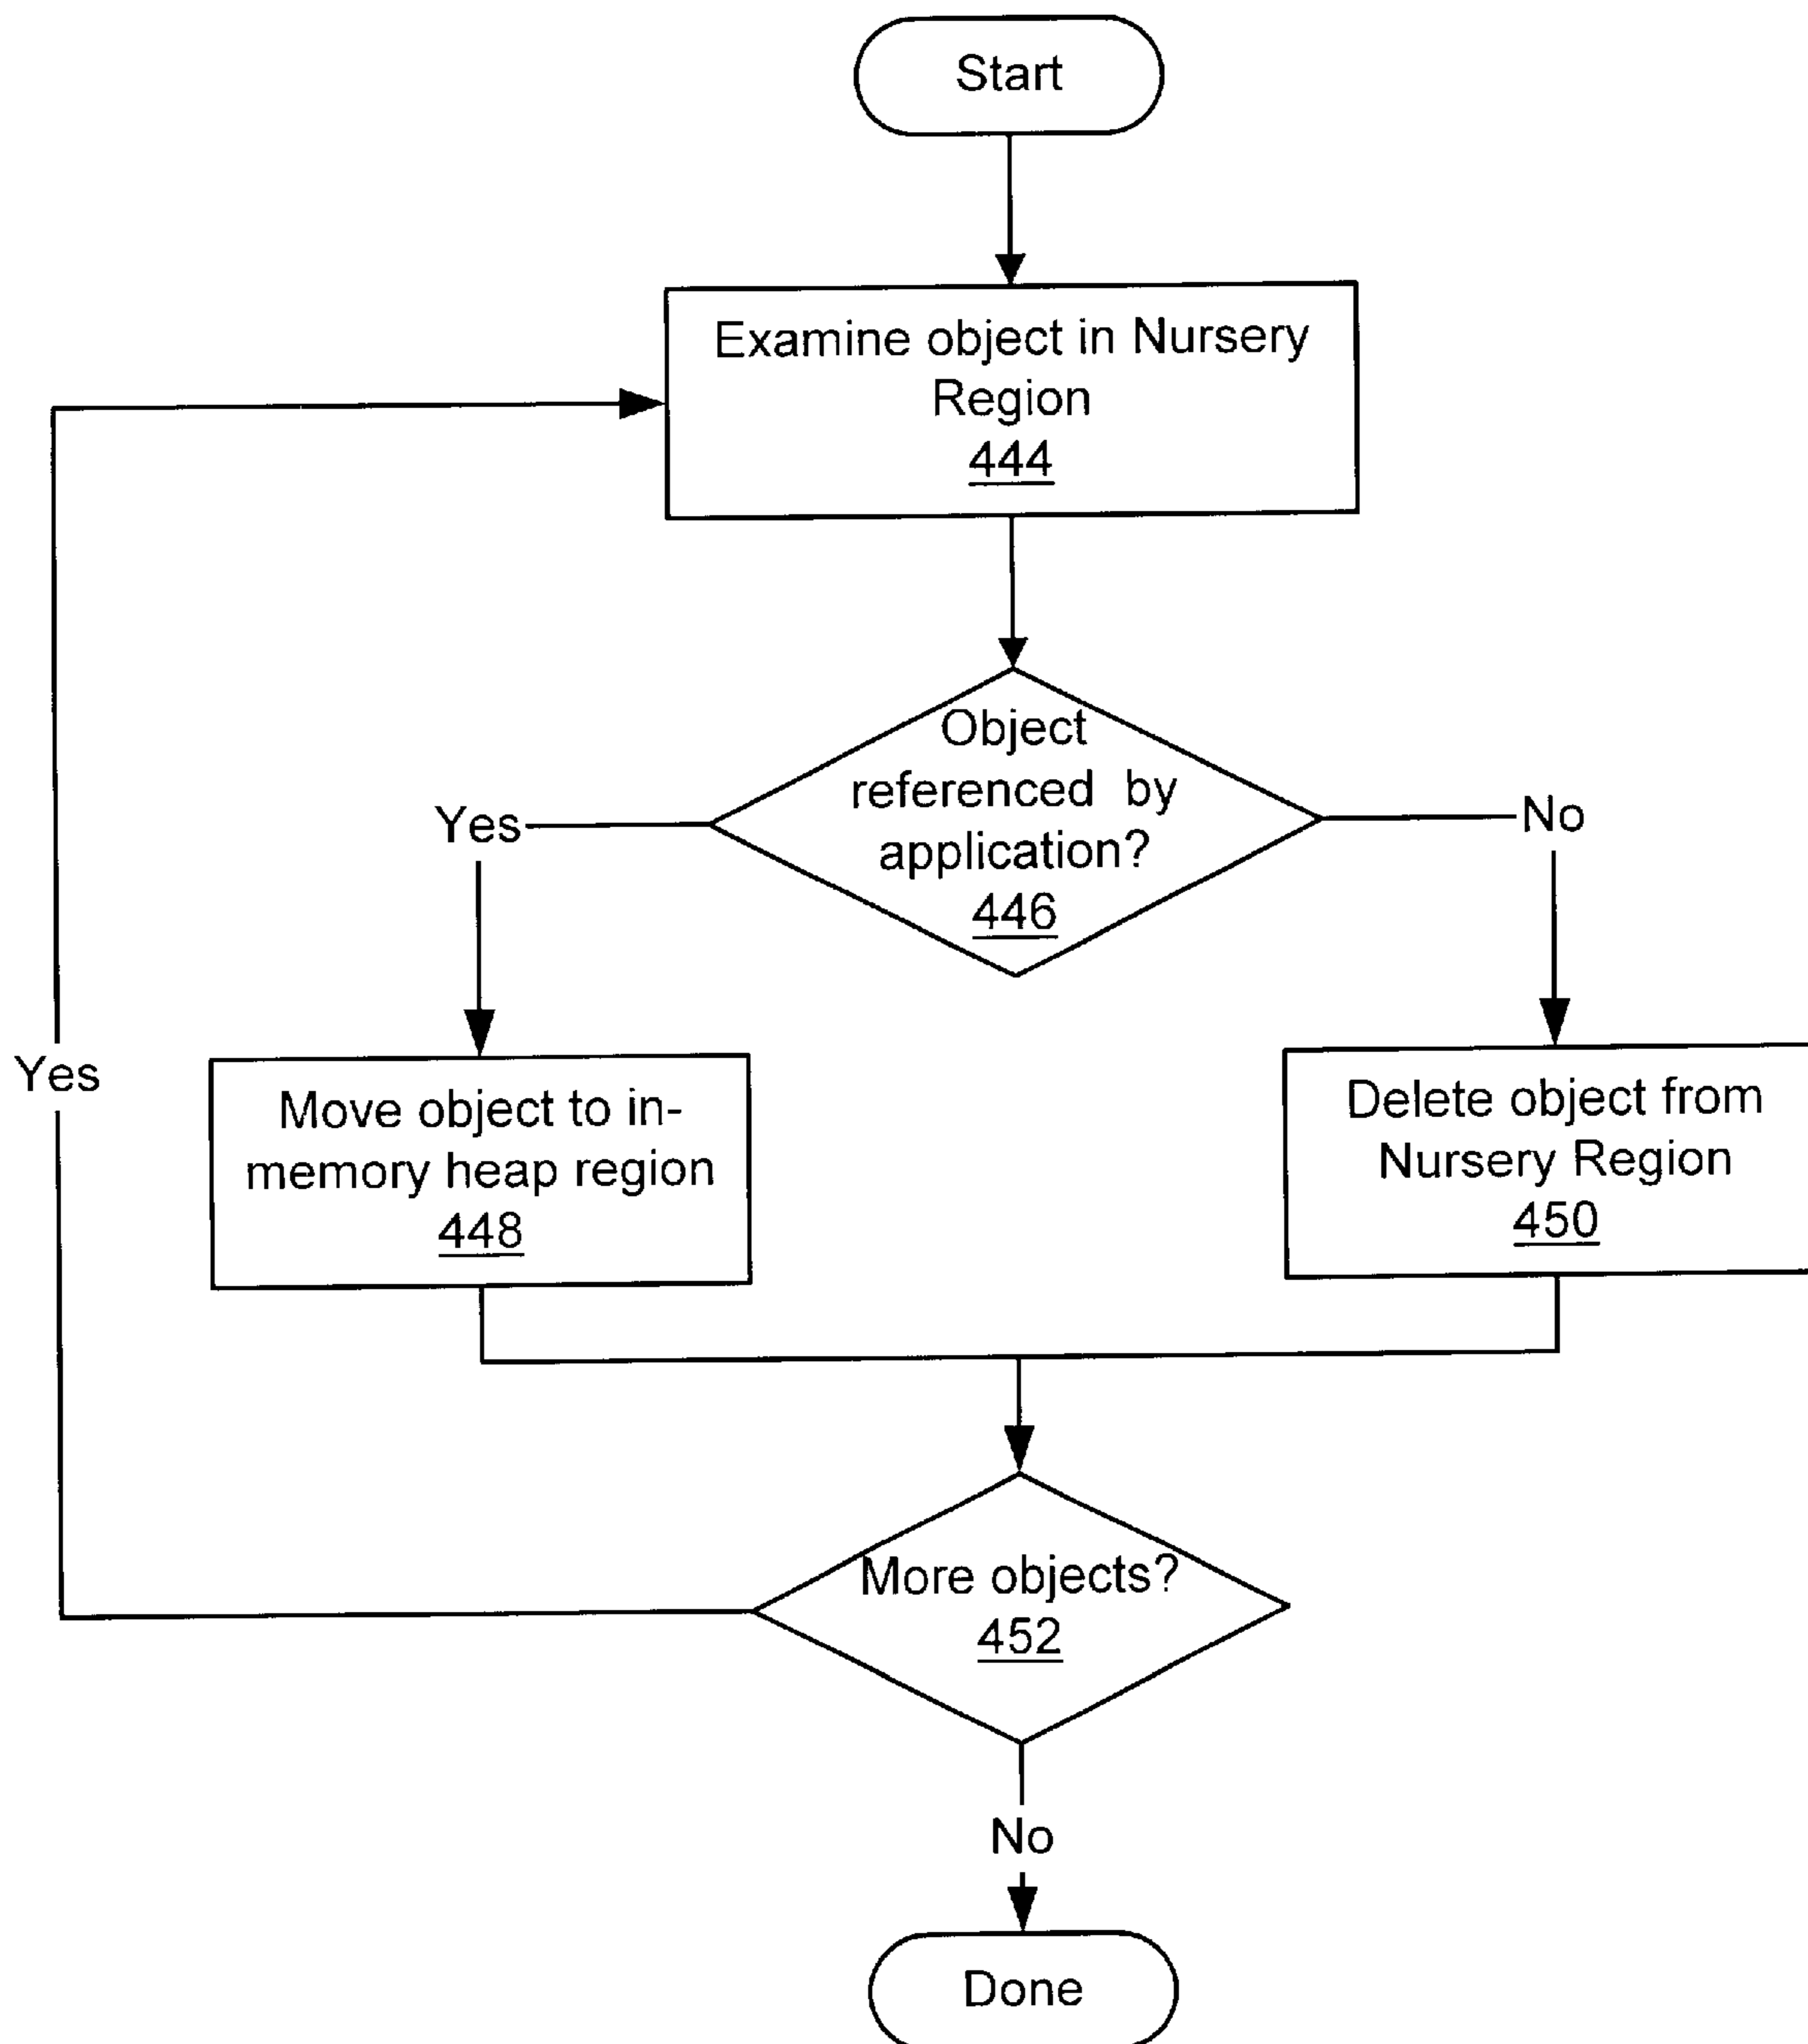 Start
Examine object in Nursery
Region
444
Object
referenced by
application?
446
Yes
No
Yes
Move object to in-
memory heap region
448
Delete object from
Nursery Region
450
More objects?
452
No
Done